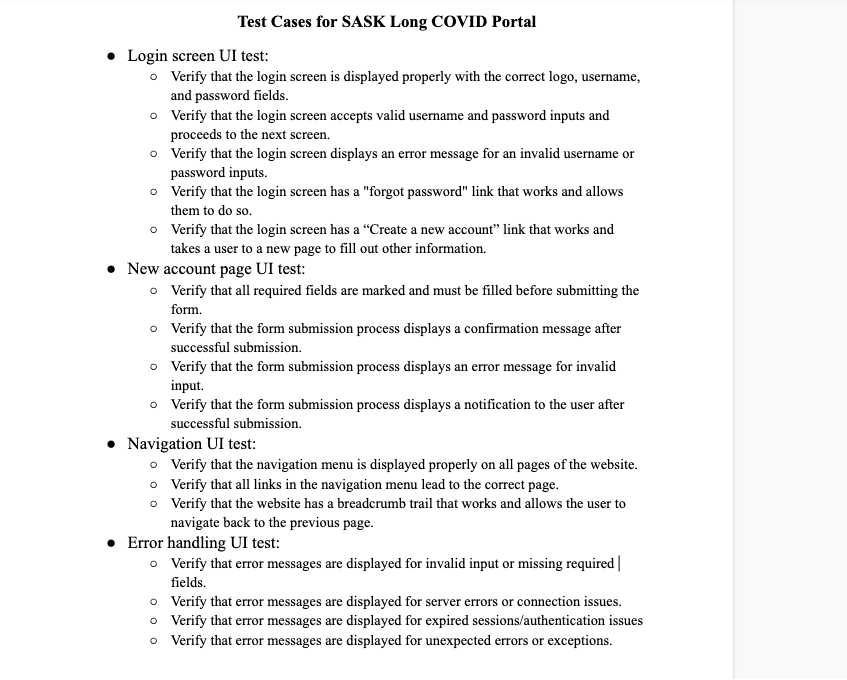 Test Cases for SASK Long COVID Portal
● Login screen UI test:
○ Verify that the login screen is displayed properly with the correct logo, username,
and password fields.
○ Verify that the login screen accepts valid username and password inputs and
proceeds to the next screen.
○ Verify that the login screen displays an error message for an invalid username or
password inputs.
○ Verify that the login screen has a "forgot password" link that works and allows
them to do so.
○ Verify that the login screen has a “Create a new account” link that works and
takes a user to a new page to fill out other information.
● New account page UI test:
○ Verify that all required fields are marked and must be filled before submitting the
form.
○ Verify that the form submission process displays a confirmation message after
successful submission.
○ Verify that the form submission process displays an error message for invalid
input.
○ Verify that the form submission process displays a notification to the user after
successful submission.
● Navigation UI test:
○ Verify that the navigation menu is displayed properly on all pages of the website.
○ Verify that all links in the navigation menu lead to the correct page.
○ Verify that the website has a breadcrumb trail that works and allows the user to
navigate back to the previous page.
● Error handling UI test:
○ Verify that error messages are displayed for invalid input or missing required
fields.
○ Verify that error messages are displayed for server errors or connection issues.
○ Verify that error messages are displayed for expired sessions/authentication issues
○ Verify that error messages are displayed for unexpected errors or exceptions.